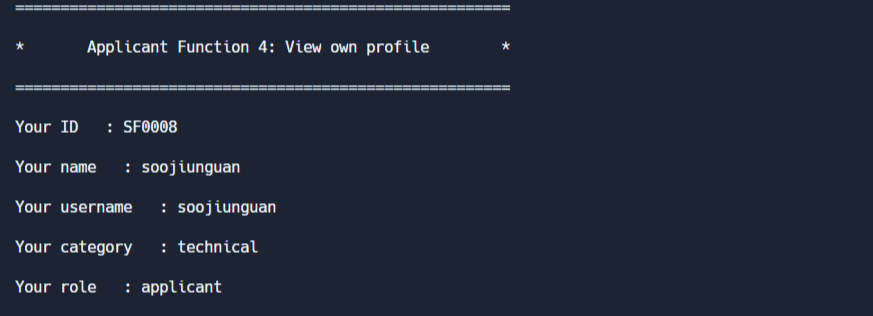 =======================================================
*       Applicant Function 4: View own profile        *
=======================================================
Your ID   : SF0008
Your name   : soojiunguan
Your username   : soojiunguan
Your category   : technical
Your role   : applicant